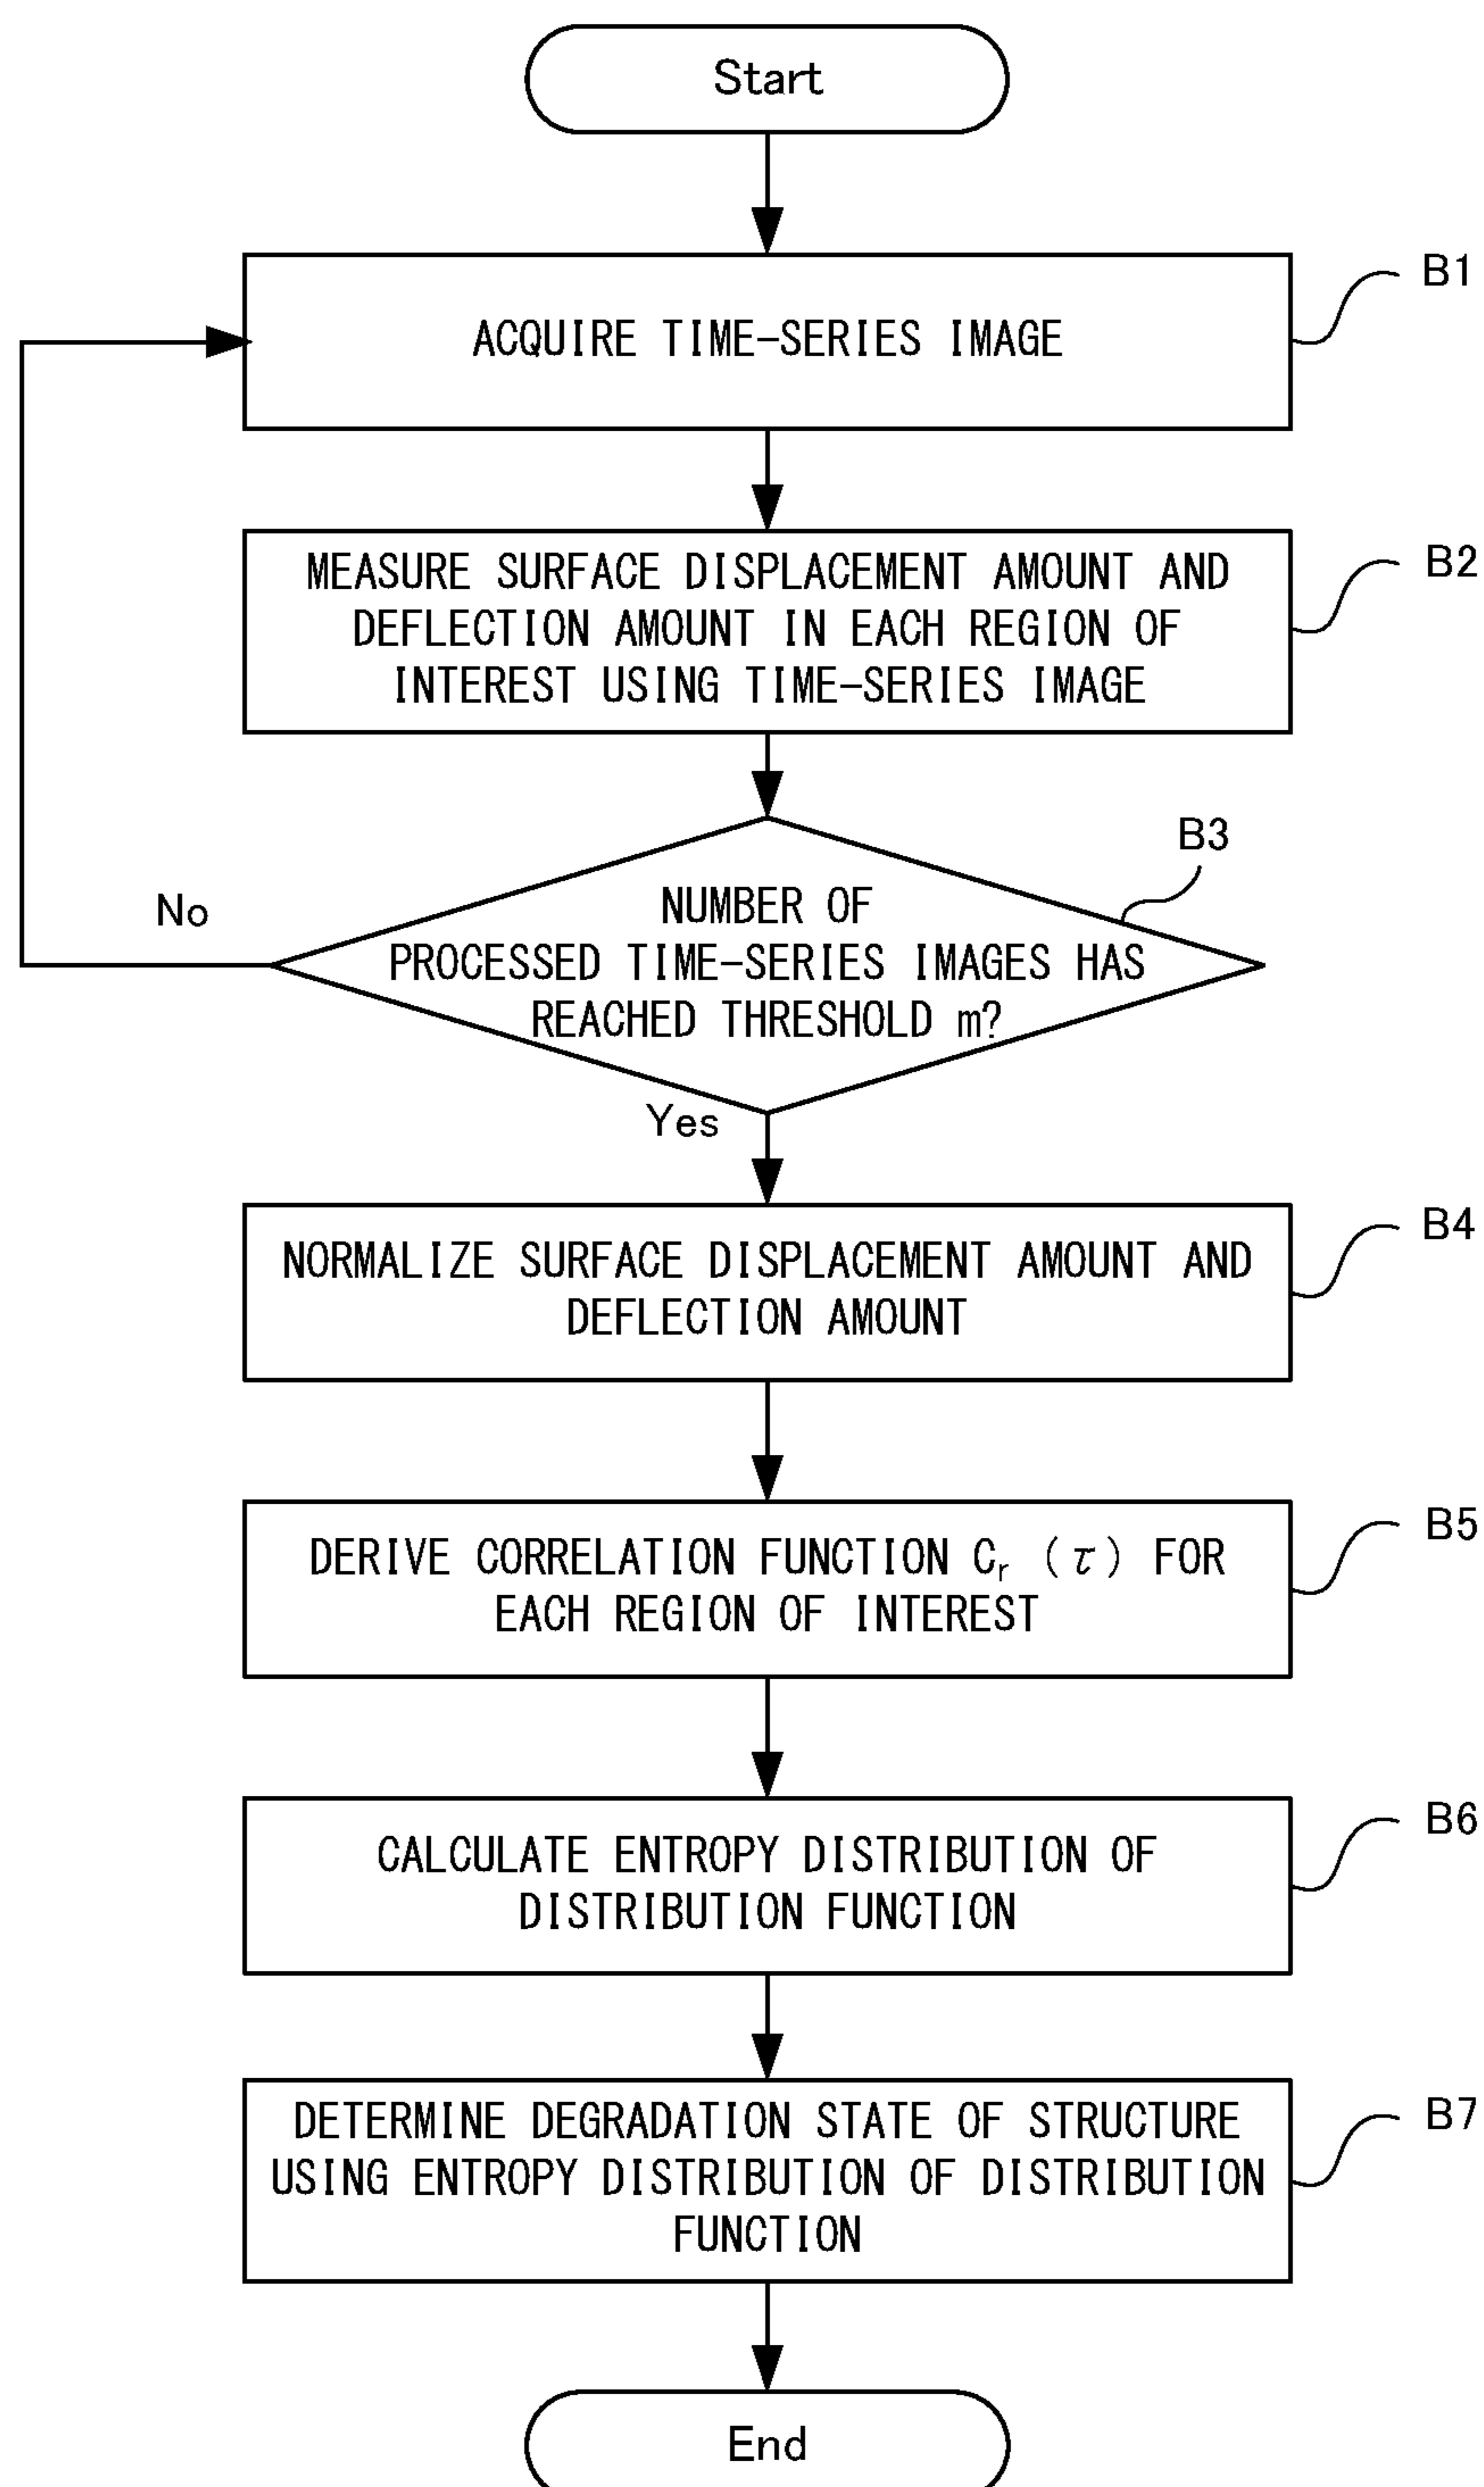 Start
ACQUIRE TIME-SERIES IMAGE
B1
MEASURE SURFACE DISPLACEMENT AMOUNT AND
DEFLECTION AMOUNT IN EACH REGION OF
INTEREST USING TIME-SERIES IMAGE
B2
B3
NUMBER OF
PROCESSED TIME-SERIES IMAGES HAS
REACHED THRESHOLD m?
No
Yes
NORMALIZE SURFACE DISPLACEMENT AMOUNT AND
DEFLECTION AMOUNT
B4
DERIVE CORRELATION FUNCTION Cr (τ) FOR
EACH REGION OF INTEREST
B5
CALCULATE ENTROPY DISTRIBUTION OF
DISTRIBUTION FUNCTION
B6
DETERMINE DEGRADATION STATE OF STRUCTURE
USING ENTROPY DISTRIBUTION OF DISTRIBUTION
FUNCTION
B7
End